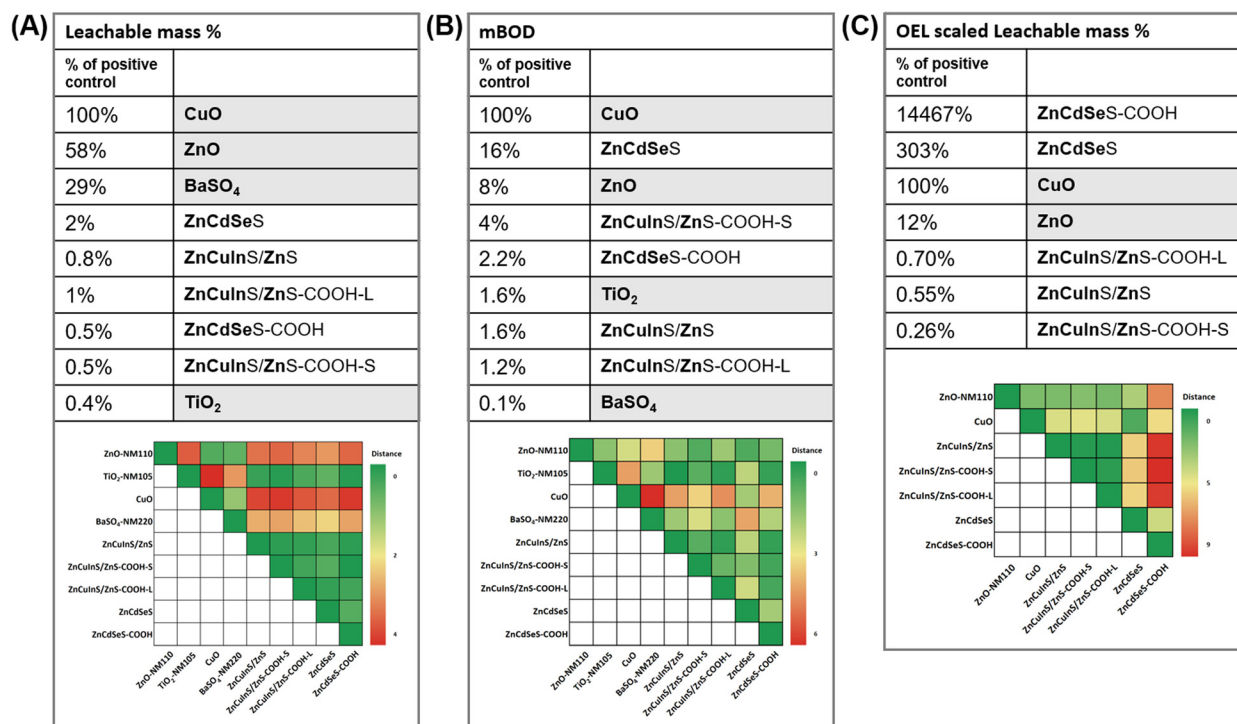 (A)
Leachable mass %
% of positive
control
100% CuO
58% ZnO
29% BaSO₄
2% ZnCdSeS
0.8% ZnCuInS/ZnS
1% ZnCuInS/ZnS-COOH-L
0.5% ZnCdSeS-COOH
0.5% ZnCuInS/ZnS-COOH-S
0.4% TiO₂
ZnO-NM110
TiO₂-NM105
CuO
BaSO₄-NM220
ZnCuInS/ZnS
ZnCuInS/ZnS-COOH-S
ZnCuInS/ZnS-COOH-L
ZnCdSeS
ZnCdSeS-COOH
ZnO-NM110
TiO₂-NM105
CuO
BaSO₄-NM220
ZnCuInS/ZnS
ZnCuInS/ZnS-COOH-S
ZnCuInS/ZnS-COOH-L
ZnCdSeS
ZnCdSeS-COOH
Distance
0
2
4
(B)
mBOD
% of positive
control
100% CuO
16% ZnCdSeS
8% ZnO
4% ZnCuInS/ZnS-COOH-S
2.2% ZnCdSeS-COOH
1.6% TiO₂
1.6% ZnCuInS/ZnS
1.2% ZnCuInS/ZnS-COOH-L
0.1% BaSO₄
ZnO-NM110
TiO₂-NM105
CuO
BaSO₄-NM220
ZnCuInS/ZnS
ZnCuInS/ZnS-COOH-S
ZnCuInS/ZnS-COOH-L
ZnCdSeS
ZnCdSeS-COOH
ZnO-NM110
TiO₂-NM105
CuO
BaSO₄-NM220
ZnCuInS/ZnS
ZnCuInS/ZnS-COOH-S
ZnCuInS/ZnS-COOH-L
ZnCdSeS
ZnCdSeS-COOH
Distance
0
3
6
(C)
OEL scaled Leachable mass %
% of positive
control
14467% ZnCdSeS-COOH
303% ZnCdSeS
100% CuO
12% ZnO
0.70% ZnCuInS/ZnS-COOH-L
0.55% ZnCuInS/ZnS
0.26% ZnCuInS/ZnS-COOH-S
ZnO-NM110
CuO
ZnCuInS/ZnS
ZnCuInS/ZnS-COOH-S
ZnCuInS/ZnS-COOH-L
ZnCdSeS
ZnCdSeS-COOH
ZnO-NM110
CuO
ZnCuInS/ZnS
ZnCuInS/ZnS-COOH-S
ZnCuInS/ZnS-COOH-L
ZnCdSeS
ZnCdSeS-COOH
Distance
0
5
9